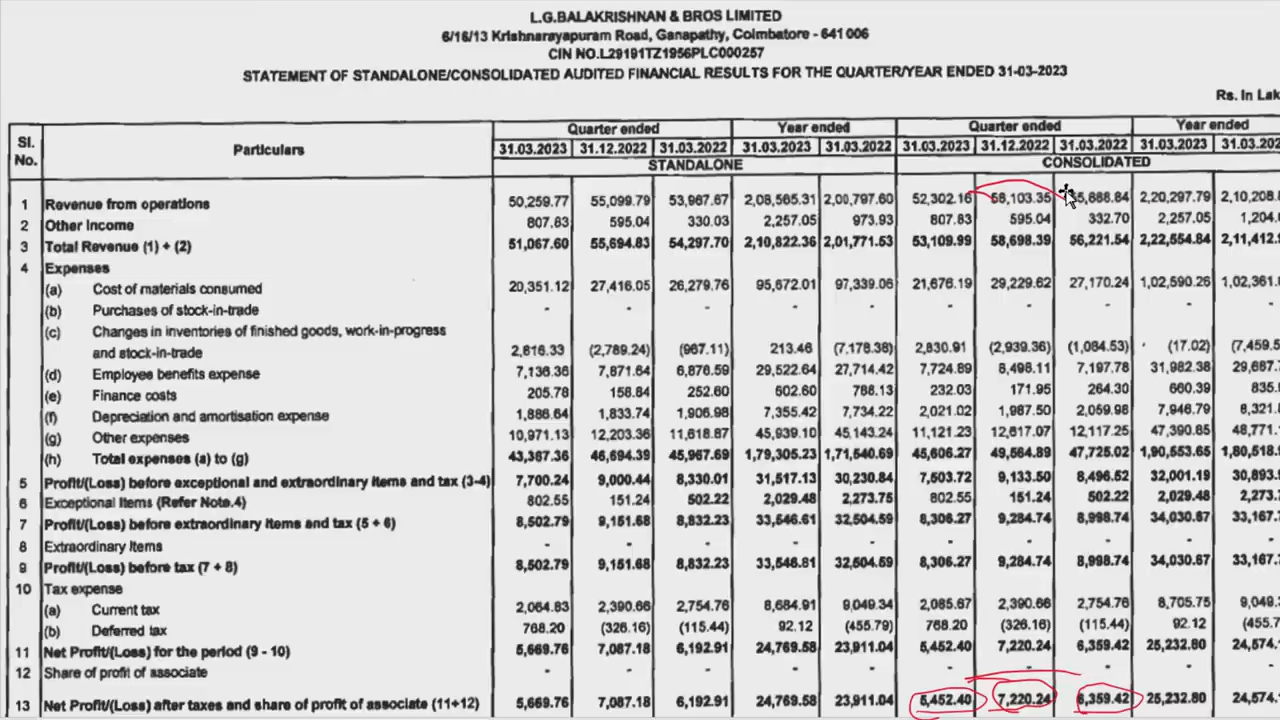 L.G.BALAKRISHNAN & BROS LIMITED
6/16/13 Krishnarayapuram Road, Ganapathy, Coimbatore - 641 006
CIN NO.L29191TZ1956PLC000257
STATEMENT OF STANDALONE/CONSOLIDATED AUDITED FINANCIAL RESULTS FOR THE QUARTER/YEAR ENDED 31-03-2023
Rs. In Lak
Sl. No. Particulars Quarter ended Year ended Quarter ended Year ended
31.03.2023 31.12.2022 31.03.2022 31.03.2023 31.03.2022 31.03.2023 31.12.2022 31.03.2022 31.03.2023 31.03.202
STANDALONE CONSOLIDATED
1 Revenue from operations 50,259.77 55,099.79 53,967.67 2,08,565.31 2,00,797.60 52,302.16 58,103.35 55,888.84 2,20,297.79 2,10,208.
2 Other Income 807.83 595.04 330.03 2,257.05 973.93 807.83 595.04 332.70 2,257.05 1,204.
3 Total Revenue (1) + (2) 51,067.60 55,694.83 54,297.70 2,10,822.36 2,01,771.53 53,109.99 58,698.39 56,221.54 2,22,554.84 2,11,412.
4 Expenses
(a) Cost of materials consumed 20,351.12 27,416.05 26,279.76 95,672.01 97,339.06 21,676.19 29,229.62 27,170.24 1,02,590.26 1,02,361.
(b) Purchases of stock-in-trade - - - - - - - - - -
(c) Changes in inventories of finished goods, work-in-progress
and stock-in-trade 2,816.33 (2,789.24) (967.11) 213.46 (7,178.38) 2,830.91 (2,939.36) (1,084.53) (17.02) (7,459.5
(d) Employee benefits expense 7,136.36 7,871.64 6,876.59 29,522.64 27,714.42 7,724.89 8,498.11 7,197.78 31,982.38 29,687.
(e) Finance costs 205.78 158.84 252.60 602.60 788.13 232.03 171.95 264.30 660.39 835.
(f) Depreciation and amortisation expense 1,886.64 1,833.74 1,906.98 7,355.42 7,734.22 2,021.02 1,987.50 2,059.98 7,946.79 8,321.
(g) Other expenses 10,971.13 12,203.36 11,618.87 45,939.10 45,143.24 11,121.23 12,617.07 12,117.25 47,390.65 48,771.
(h) Total expenses (a) to (g) 43,367.36 46,694.39 45,967.69 1,79,305.23 1,71,540.69 45,606.27 49,564.89 47,725.02 1,90,553.65 1,80,518.
5 Profit/(Loss) before exceptional and extraordinary items and tax (3-4) 7,700.24 9,000.44 8,330.01 31,517.13 30,230.84 7,503.72 9,133.50 8,496.52 32,001.19 30,893.
6 Exceptional Items (Refer Note.4) 802.55 151.24 502.22 2,029.48 2,273.75 802.55 151.24 502.22 2,029.48 2,273.
7 Profit/(Loss) before extraordinary items and tax (5 + 6) 8,502.79 9,151.68 8,832.23 33,546.61 32,504.59 8,306.27 9,284.74 8,998.74 34,030.67 33,167.
8 Extraordinary Items - - - - - - - - - -
9 Profit/(Loss) before tax (7 + 8) 8,502.79 9,151.68 8,832.23 33,546.61 32,504.59 8,306.27 9,284.74 8,998.74 34,030.67 33,167.
10 Tax expense
(a) Current tax 2,064.83 2,390.66 2,754.76 8,684.91 9,049.34 2,085.67 2,390.66 2,754.76 8,705.75 9,049.
(b) Deferred tax 768.20 (326.16) (115.44) 92.12 (455.79) 768.20 (326.16) (115.44) 92.12 (455.7
11 Net Profit/(Loss) for the period (9 - 10) 5,669.76 7,087.18 6,192.91 24,769.58 23,911.04 5,452.40 7,220.24 6,359.42 25,232.80 24,574.
12 Share of profit of associate - - - - - - - - - -
13 Net Profit/(Loss) after taxes and share of profit of associate (11+12) 5,669.76 7,087.18 6,192.91 24,769.58 23,911.04 5,452.40 7,220.24 6,359.42 25,232.80 24,574.